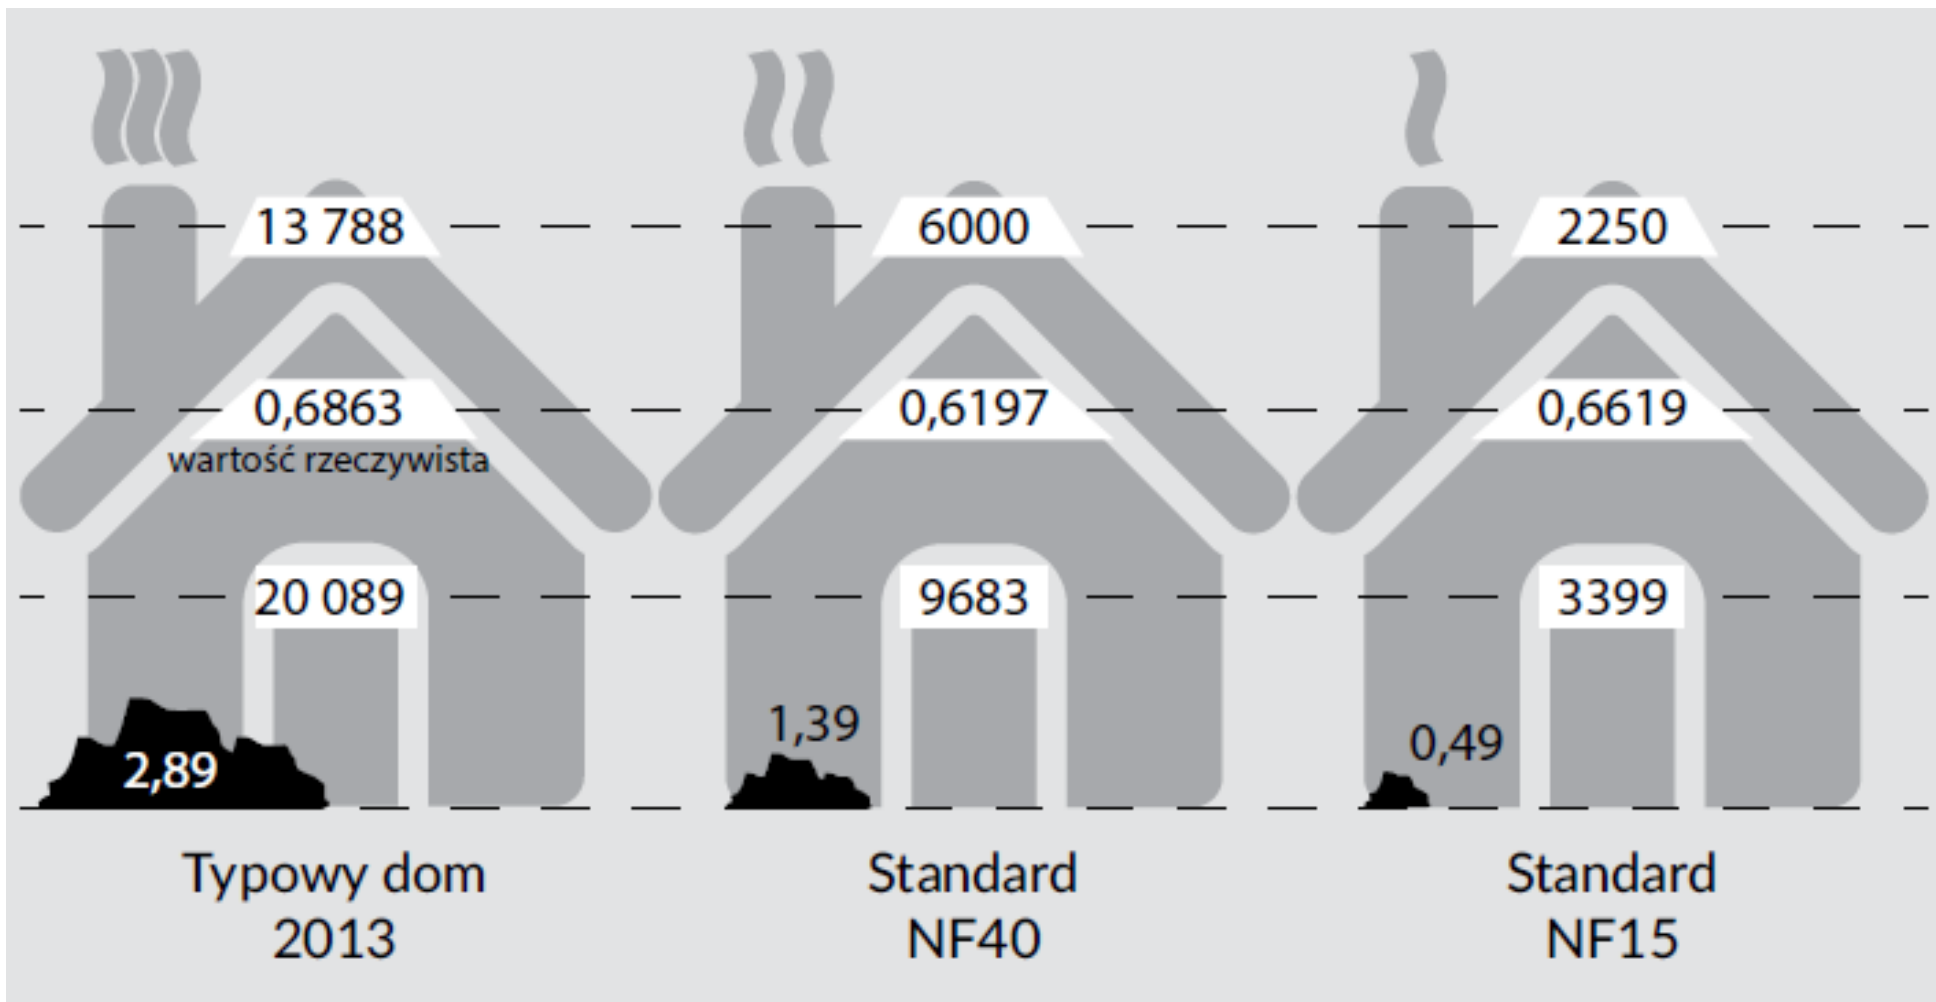 13 788
6000
2250
0,6863
0,6197
0,6619
wartość rzeczywista
20 089
9683
3399
2,89
1,39
0,49
Typowy dom
2013
Standard
NF40
Standard
NF15